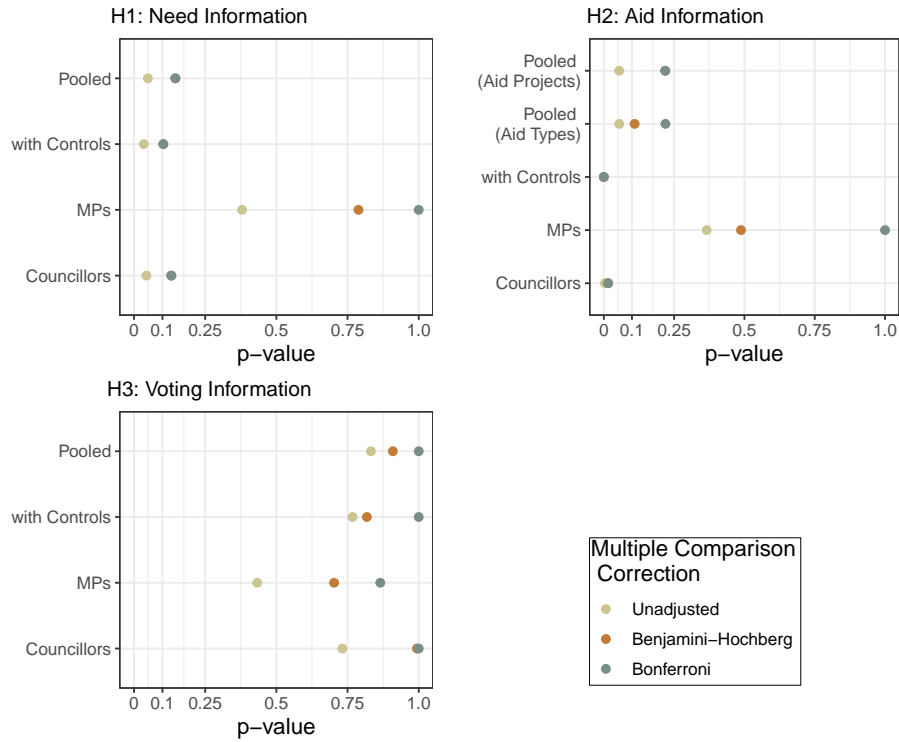 H1: Need Information
Pooled
with Controls
MPs
Councillors
0 0.1 0.25 0.5 0.75 1.0
p−value
H2: Aid Information
Pooled
(Aid Projects)
Pooled
(Aid Types)
with Controls
MPs
Councillors
0 0.1 0.25 0.5 0.75 1.0
p−value
H3: Voting Information
Pooled
with Controls
MPs
Councillors
0 0.1 0.25 0.5 0.75 1.0
p−value
Multiple Comparison
Correction
Unadjusted
Benjamini−Hochberg
Bonferroni